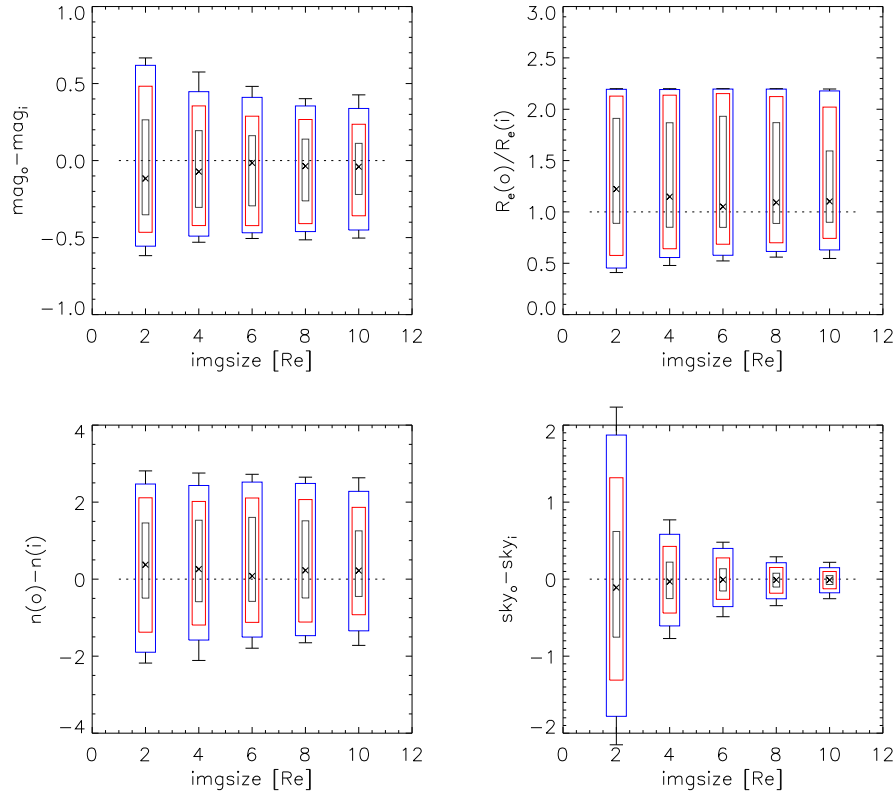 mag_o−mag_i
1.0
0.5
0.0
−0.5
−1.0
0 2 4 6 8 10 12
imgsize [Re]
R_e(o)/R_e(i)
3.0
2.5
2.0
1.5
1.0
0.5
0.0
0 2 4 6 8 10 12
imgsize [Re]
n(o)−n(i)
4
2
0
−2
−4
0 2 4 6 8 10 12
imgsize [Re]
sky_o−sky_i
2
1
0
−1
−2
0 2 4 6 8 10 12
imgsize [Re]